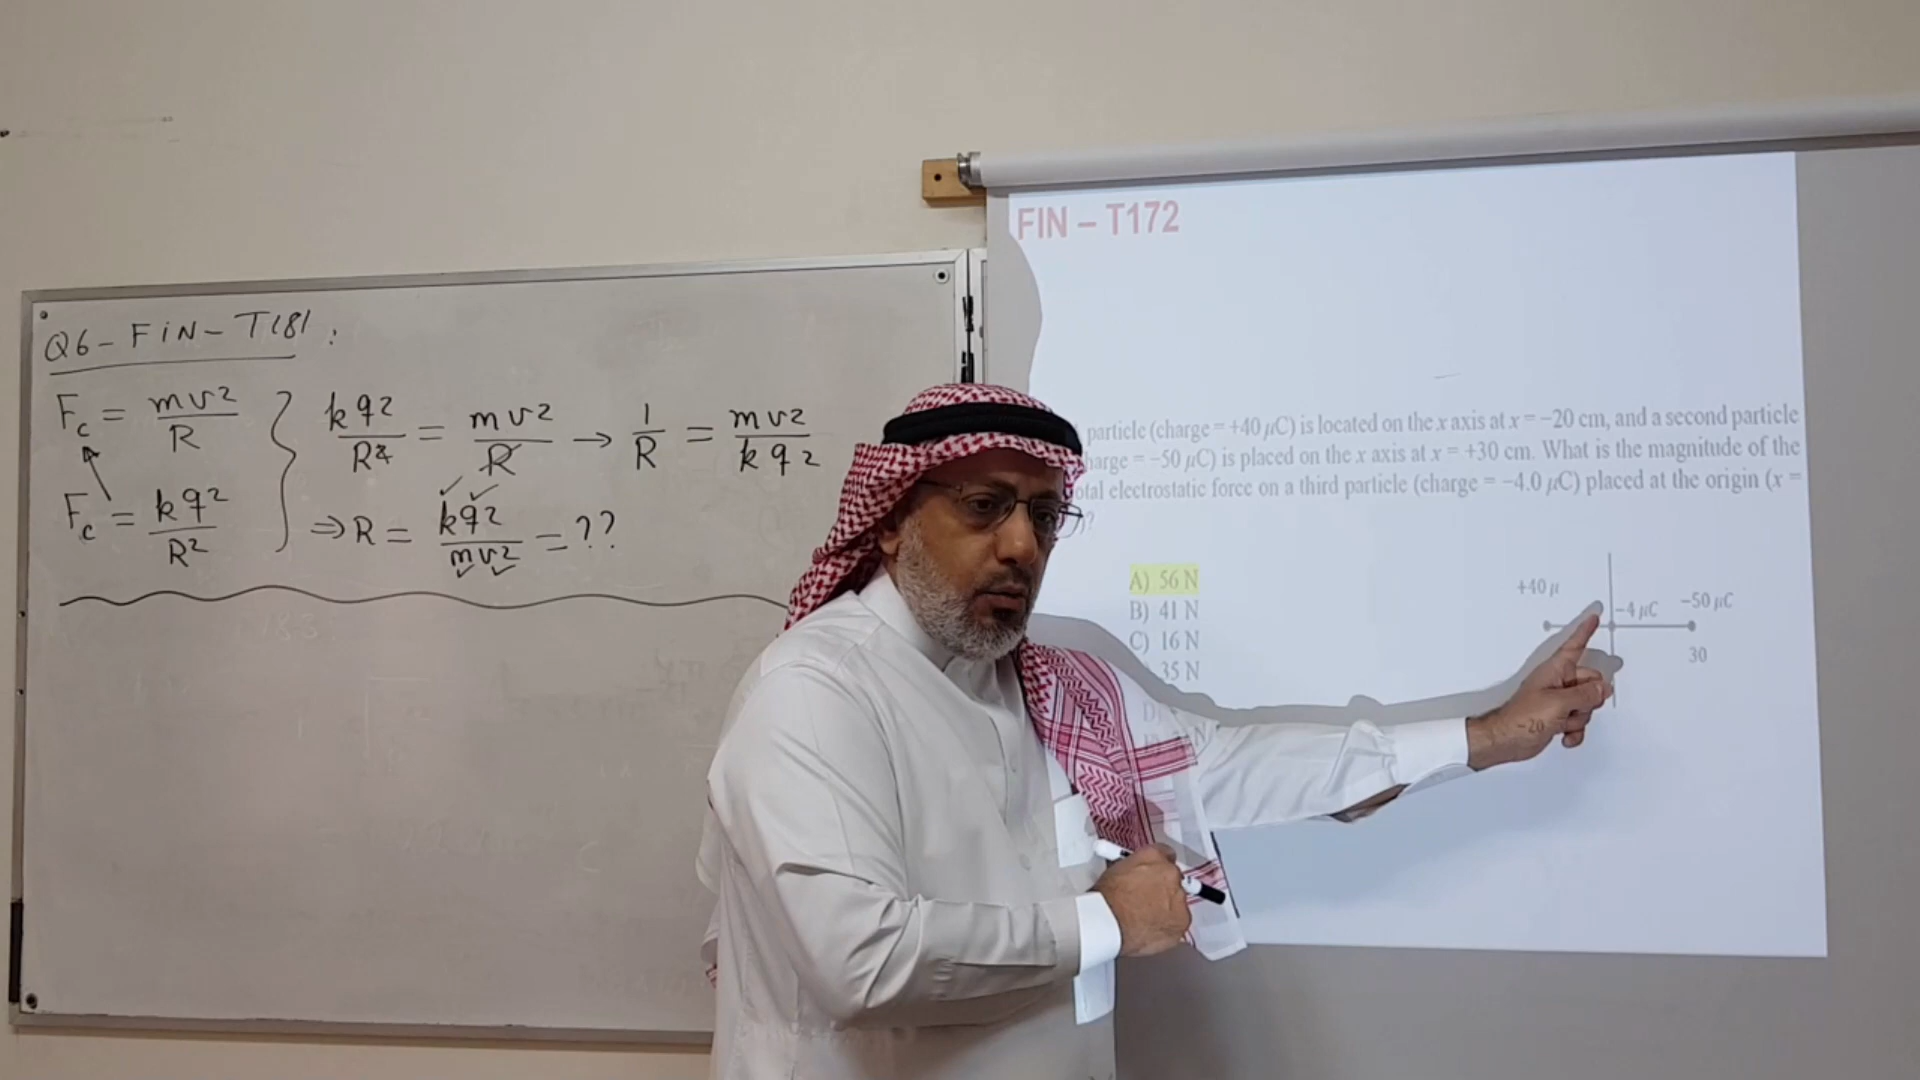 Q6 - FiN - T181 :
Fc = mv2 / R } kq2 / R2 = mv2 / R → 1 / R = mv2 / kq2
Fc = kq2 / R2 ⇒ R = kq2 / mv2 = ??
FIN – T172
particle (charge = +40 μC) is located on the x axis at x = −20 cm, and a second particle
harge = −50 μC) is placed on the x axis at x = +30 cm. What is the magnitude of the
otal electrostatic force on a third particle (charge = −4.0 μC) placed at the origin (x =
)?
A) 56 N
B) 41 N
C) 16 N
35 N
+40 μ
−4 μC
−50 μC
30
−20